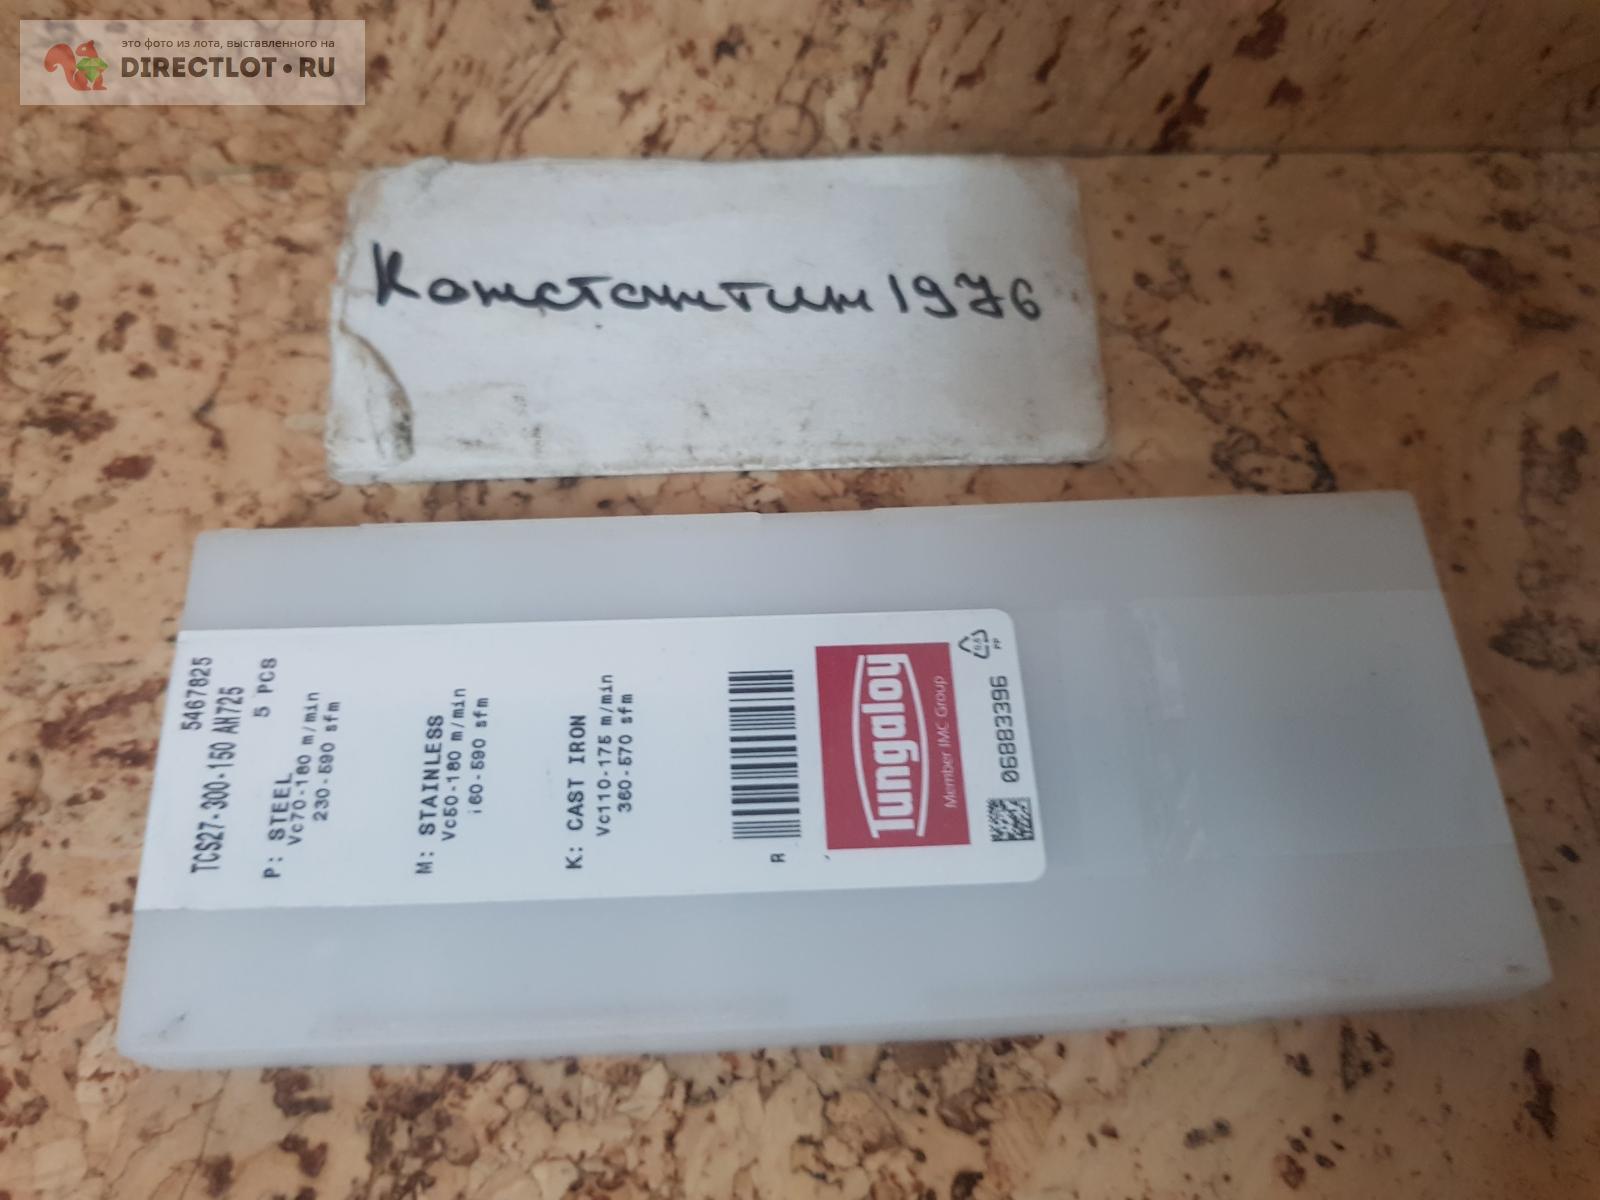 это фото из лота, выставленного на
DIRECTLOT•RU
Константин 1976
5467825
TCS27-300-150 AH725
5 PCS
P: STEEL
Vc70-180 m/min
230-590 sfm
M: STAINLESS
Vc50-180 m/min
160-590 sfm
K: CAST IRON
Vc110-175 m/min
360-570 sfm
R
Tungaloy
Member IMC Group
06883396
PP